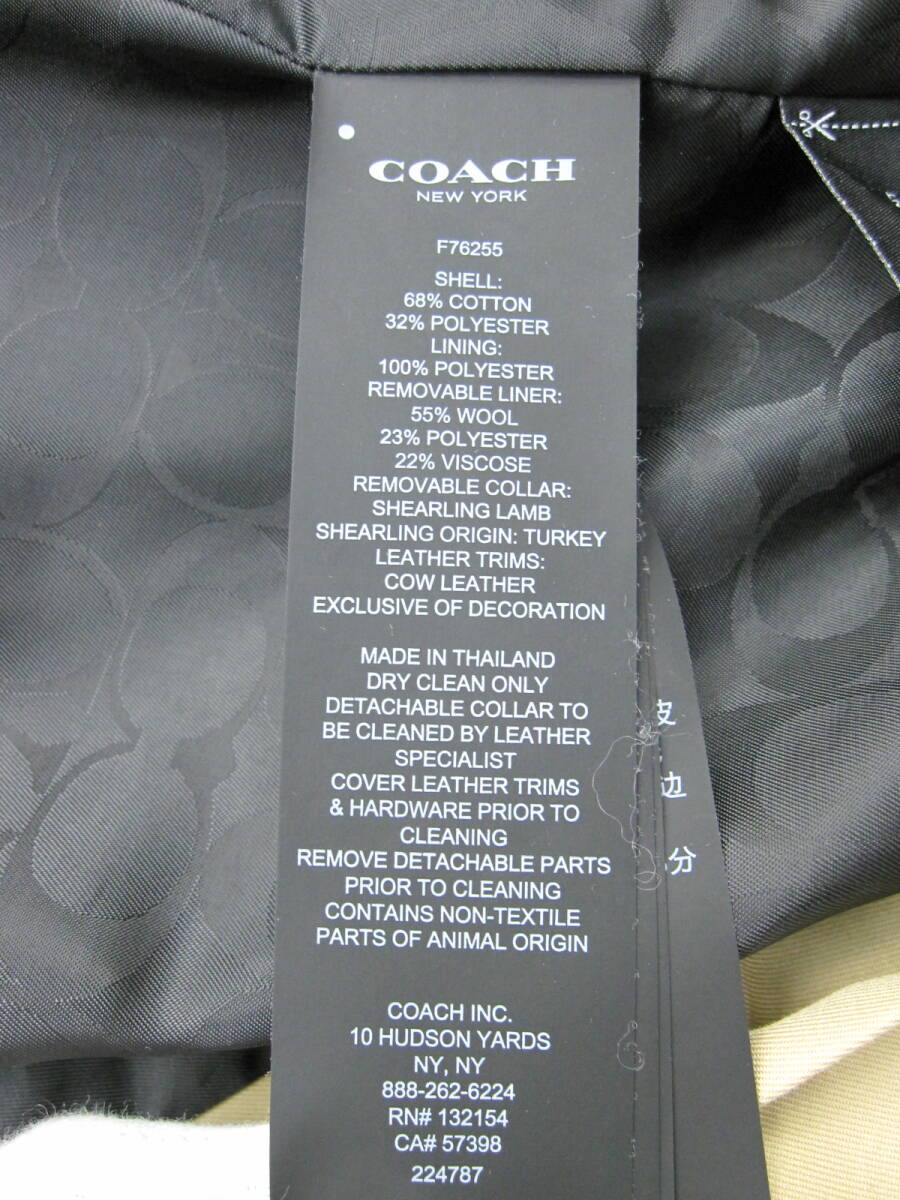 COACH
NEW YORK
F76255
SHELL:
68% COTTON
32% POLYESTER
LINING:
100% POLYESTER
REMOVABLE LINER:
55% WOOL
23% POLYESTER
22% VISCOSE
REMOVABLE COLLAR:
SHEARLING LAMB
SHEARLING ORIGIN: TURKEY
LEATHER TRIMS:
COW LEATHER
EXCLUSIVE OF DECORATION
MADE IN THAILAND
DRY CLEAN ONLY
DETACHABLE COLLAR TO
BE CLEANED BY LEATHER
SPECIALIST
COVER LEATHER TRIMS
& HARDWARE PRIOR TO
CLEANING
REMOVE DETACHABLE PARTS
PRIOR TO CLEANING
CONTAINS NON-TEXTILE
PARTS OF ANIMAL ORIGIN
COACH INC.
10 HUDSON YARDS
NY, NY
888-262-6224
RN# 132154
CA# 57398
224787
皮
边
分